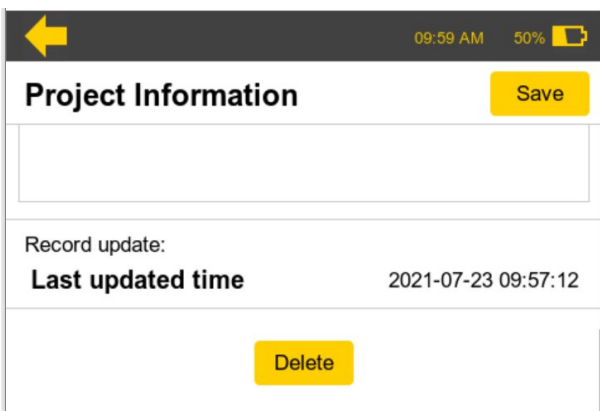 09:59 AM 50%
Project Information Save
Record update:
Last updated time 2021-07-23 09:57:12
Delete